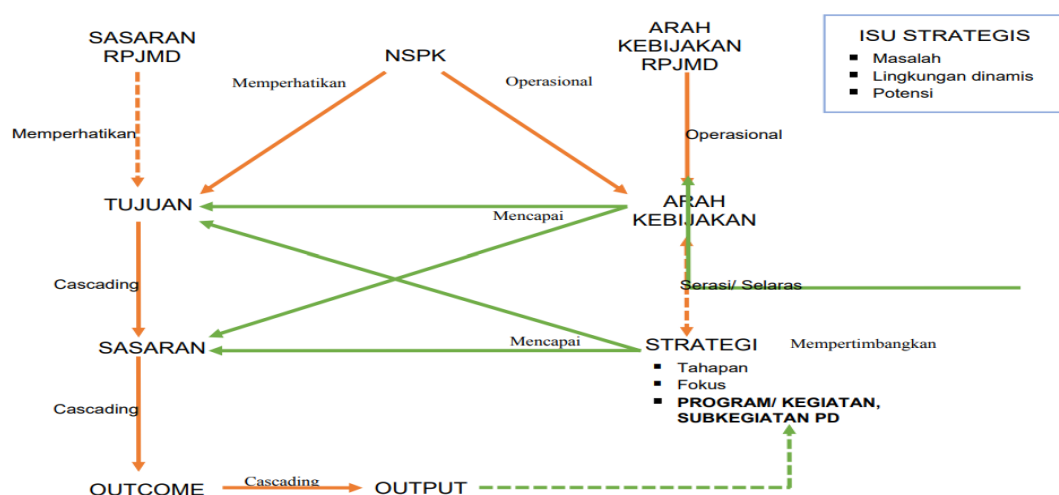 SASARAN
RPJMD
NSPK
ARAH
KEBIJAKAN
RPJMD
ISU STRATEGIS
Masalah
Lingkungan dinamis
Potensi
Memperhatikan
Operasional
Memperhatikan
Operasional
TUJUAN
Mencapai
ARAH
KEBIJAKAN
Cascading
Serasi/ Selaras
SASARAN
Mencapai
STRATEGI
Mempertimbangkan
Tahapan
Fokus
PROGRAM/ KEGIATAN,
SUBKEGIATAN PD
Cascading
OUTCOME
Cascading
OUTPUT